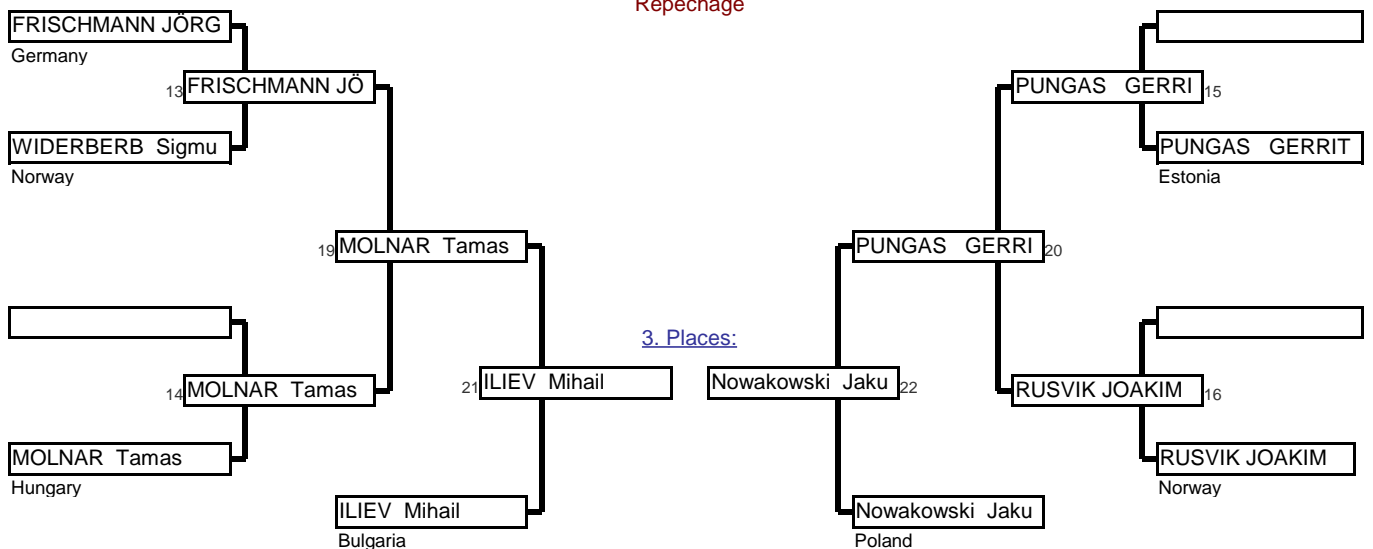 Repechage
FRISCHMANN JÖRG
Germany
13 FRISCHMANN JÖ
PUNGAS GERRI 15
WIDERBERB Sigmu
Norway
PUNGAS GERRIT
Estonia
19 MOLNAR Tamas
PUNGAS GERRI 20
3. Places:
14 MOLNAR Tamas
21 ILIEV Mihail
Nowakowski Jaku 22
RUSVIK JOAKIM 16
MOLNAR Tamas
Hungary
RUSVIK JOAKIM
Norway
ILIEV Mihail
Bulgaria
Nowakowski Jaku
Poland